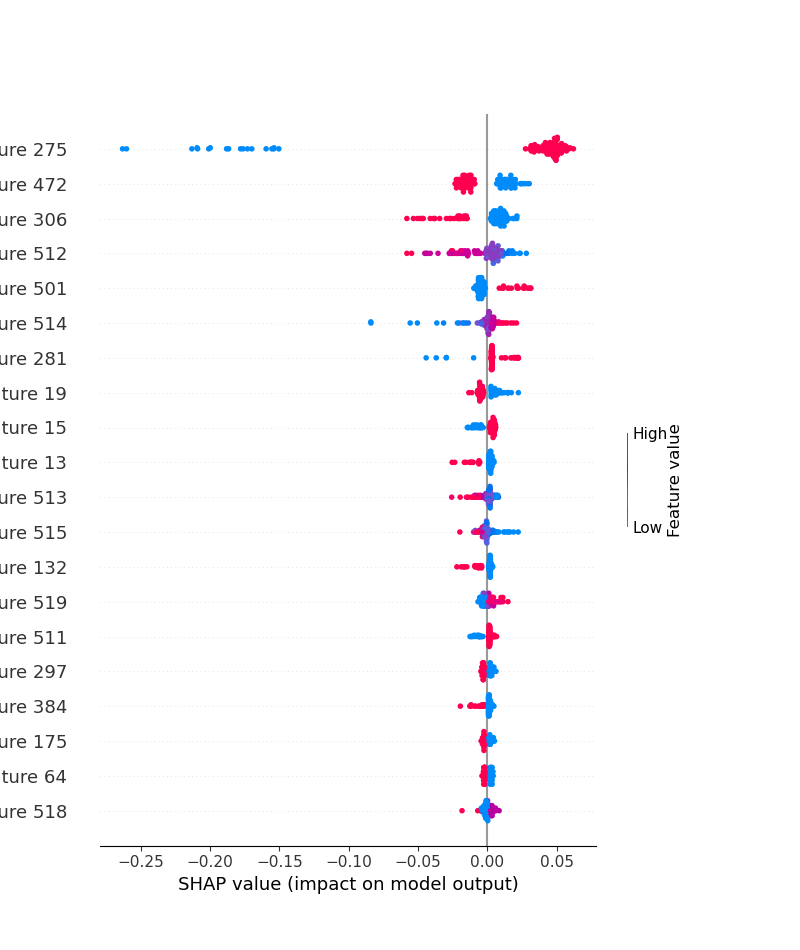 ure 275
ure 472
ure 306
ure 512
ure 501
ure 514
ure 281
ture 19
ture 15
ture 13
ure 513
ure 515
ure 132
ure 519
ure 511
ure 297
ure 384
ure 175
ture 64
ure 518
High
Low
Feature value
−0.25 −0.20 −0.15 −0.10 −0.05 0.00 0.05
SHAP value (impact on model output)